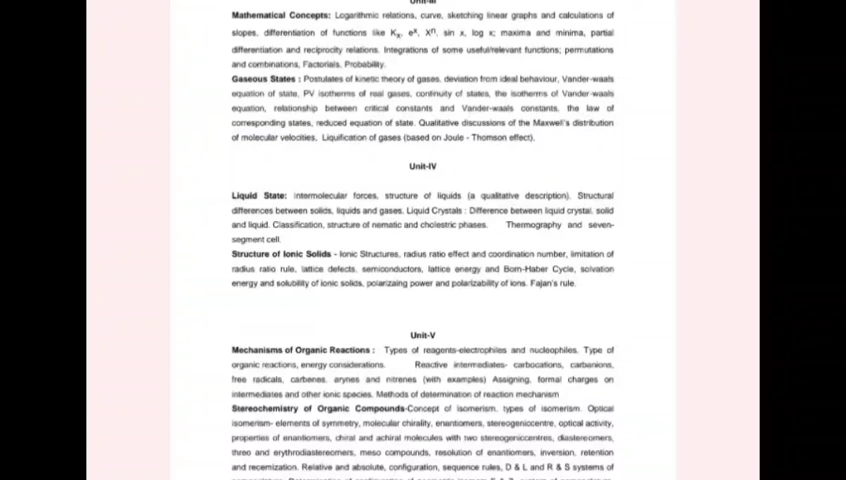 Unit-III
Mathematical Concepts: Logarithmic relations, curve, sketching linear graphs and calculations of
slopes, differentiation of functions like Kx, eˣ, Xⁿ, sin x, log x; maxima and minima, partial
differentiation and reciprocity relations. Integrations of some useful/relevant functions; permutations
and combinations, Factorials. Probability.
Gaseous States : Postulates of kinetic theory of gases, deviation from ideal behaviour, Vander-waals
equation of state, PV isotherms of real gases, continuity of states, the isotherms of Vander-waals
equation, relationship between critical constants and Vander-waals constants, the law of
corresponding states, reduced equation of state. Qualitative discussions of the Maxwell's distribution
of molecular velocities, Liquification of gases (based on Joule - Thomson effect).
Unit-IV
Liquid State: intermolecular forces, structure of liquids (a qualitative description). Structural
differences between solids, liquids and gases. Liquid Crystals : Difference between liquid crystal, solid
and liquid. Classification, structure of nematic and cholestric phases. Thermography and seven-
segment cell.
Structure of Ionic Solids - Ionic Structures, radius ratio effect and coordination number, limitation of
radius ratio rule, lattice defects, semiconductors, lattice energy and Born-Haber Cycle, solvation
energy and solubility of ionic solids, polarizaing power and polarizability of ions. Fajan's rule.
Unit-V
Mechanisms of Organic Reactions : Types of reagents-electrophiles and nucleophiles. Type of
organic reactions, energy considerations. Reactive intermediates- carbocations, carbanions,
free radicals, carbenes, arynes and nitrenes (with examples) Assigning, formal charges on
intermediates and other ionic species. Methods of determination of reaction mechanism
Stereochemistry of Organic Compounds-Concept of isomerism, types of isomerism. Optical
isomerism- elements of symmetry, molecular chirality, enantiomers, stereogeniccentre, optical activity,
properties of enantiomers, chiral and achiral molecules with two stereogeniccentres, diastereomers,
threo and erythrodiastereomers, meso compounds, resolution of enantiomers, inversion, retention
and recemization. Relative and absolute, configuration, sequence rules, D & L and R & S systems of